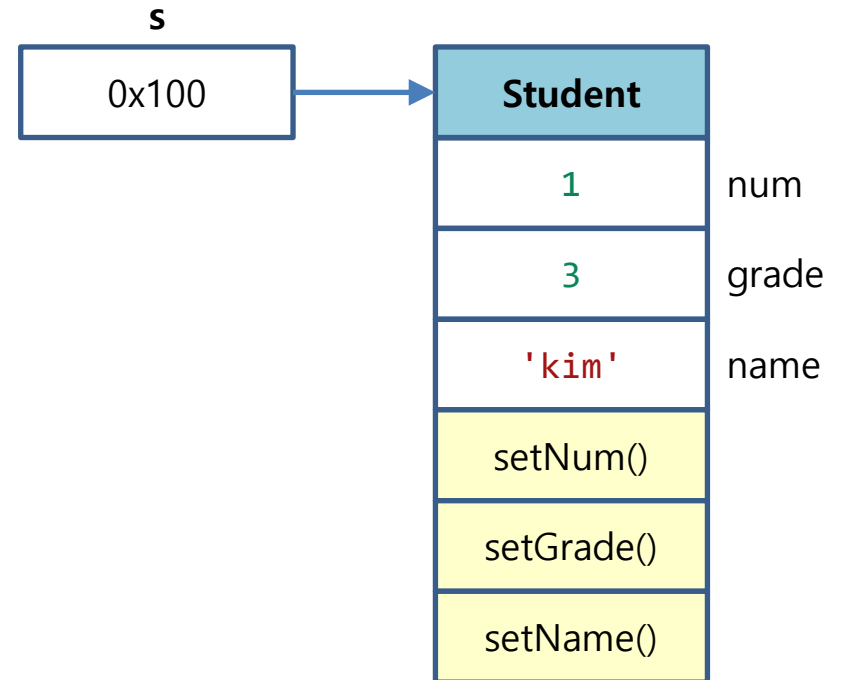 s
0x100
Student
1 num
3 grade
'kim' name
setNum()
setGrade()
setName()